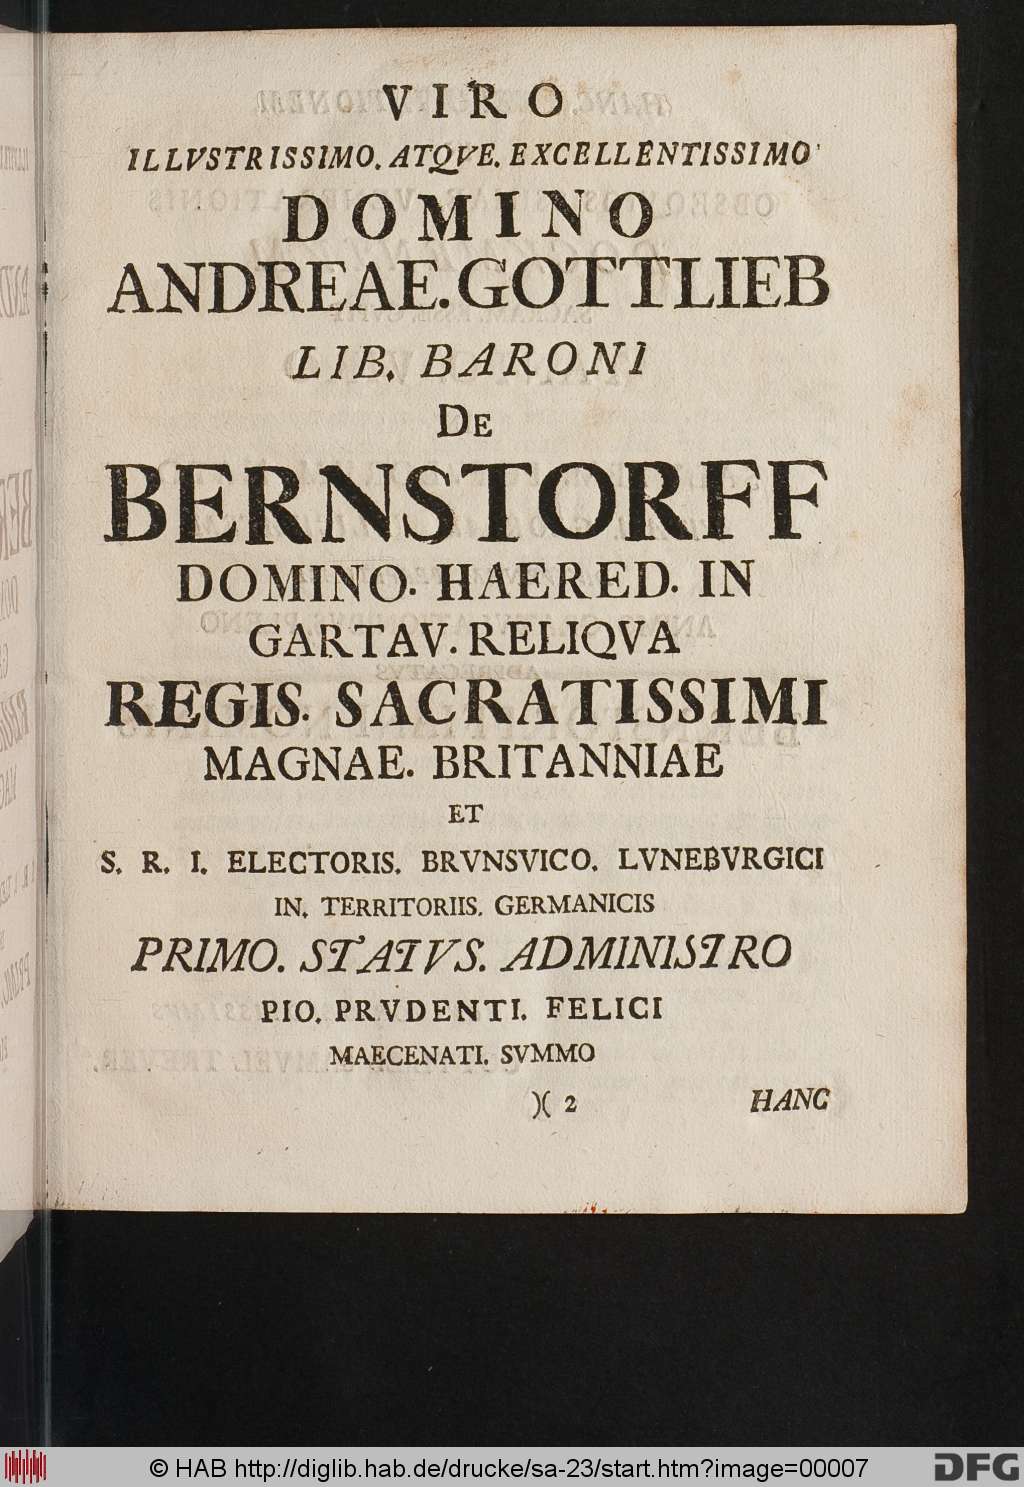 VIRO
ILLVSTRISSIMO. ATQVE. EXCELLENTISSIMO
DOMINO
ANDREAE. GOTTLIEB
LIB. BARONI
DE
BERNSTORFF
DOMINO. HAERED. IN
GARTAV. RELIQVA
REGIS. SACRATISSIMI
MAGNAE. BRITANNIAE
ET
S. R. I. ELECTORIS. BRVNSVICO. LVNEBVRGICI
IN. TERRITORIIS. GERMANICIS
PRIMO. STATVS. ADMINISTRO
PIO. PRVDENTI. FELICI
MAECENATI. SVMMO
)( 2 HANC
© HAB http://diglib.hab.de/drucke/sa-23/start.htm?image=00007
DFG